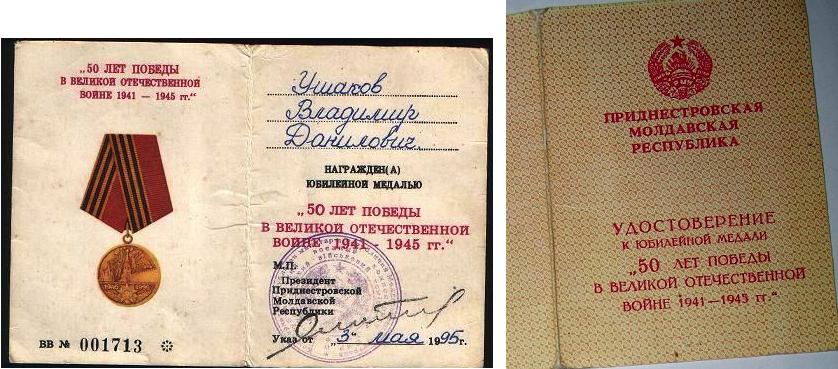 „50 ЛЕТ ПОБЕДЫ
В ВЕЛИКОЙ ОТЕЧЕСТВЕННОЙ
ВОЙНЕ 1941 — 1945 гг.“
1945 1995
ВВ № 001713
Ушаков
Владимир
Данилович
НАГРАЖДЕН(А)
ЮБИЛЕЙНОЙ МЕДАЛЬЮ
„50 ЛЕТ ПОБЕДЫ
В ВЕЛИКОЙ ОТЕЧЕСТВЕННОЙ
ВОЙНЕ 1941 - 1945 гг.“
М.П.
Президент
Приднестровской
Молдавской
Республики
Указ от „3“ мая 1995г.
ПРИДНЕСТРОВСКАЯ
МОЛДАВСКАЯ
РЕСПУБЛИКА
УДОСТОВЕРЕНИЕ
К ЮБИЛЕЙНОЙ МЕДАЛИ
„50 ЛЕТ ПОБЕДЫ
В ВЕЛИКОЙ ОТЕЧЕСТВЕННОЙ
ВОЙНЕ 1941—1945 гг.“